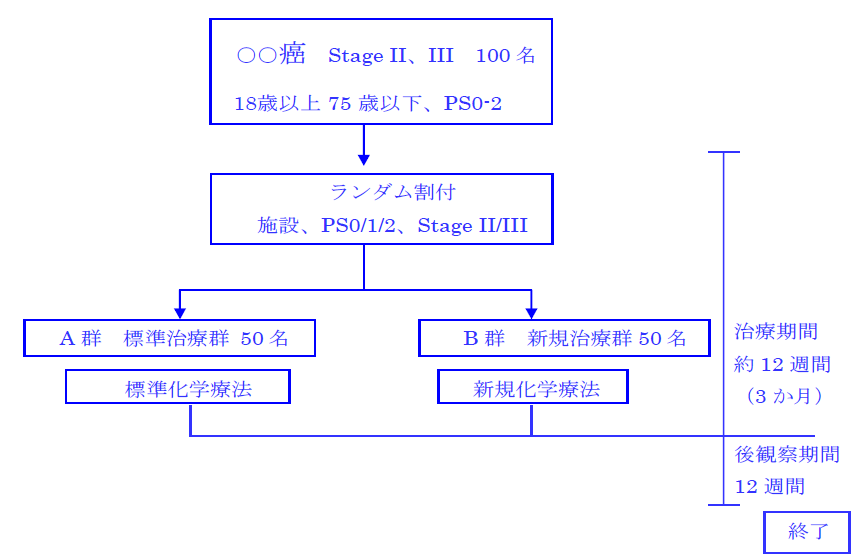 ○○癌　Stage II、III　100 名
18歳以上 75 歳以下、PS0-2
ランダム割付
施設、PS0/1/2、Stage II/III
A 群　標準治療群 50 名
B 群　新規治療群 50 名
標準化学療法
新規化学療法
治療期間
約 12 週間
（3 か月）
後観察期間
12 週間
終了